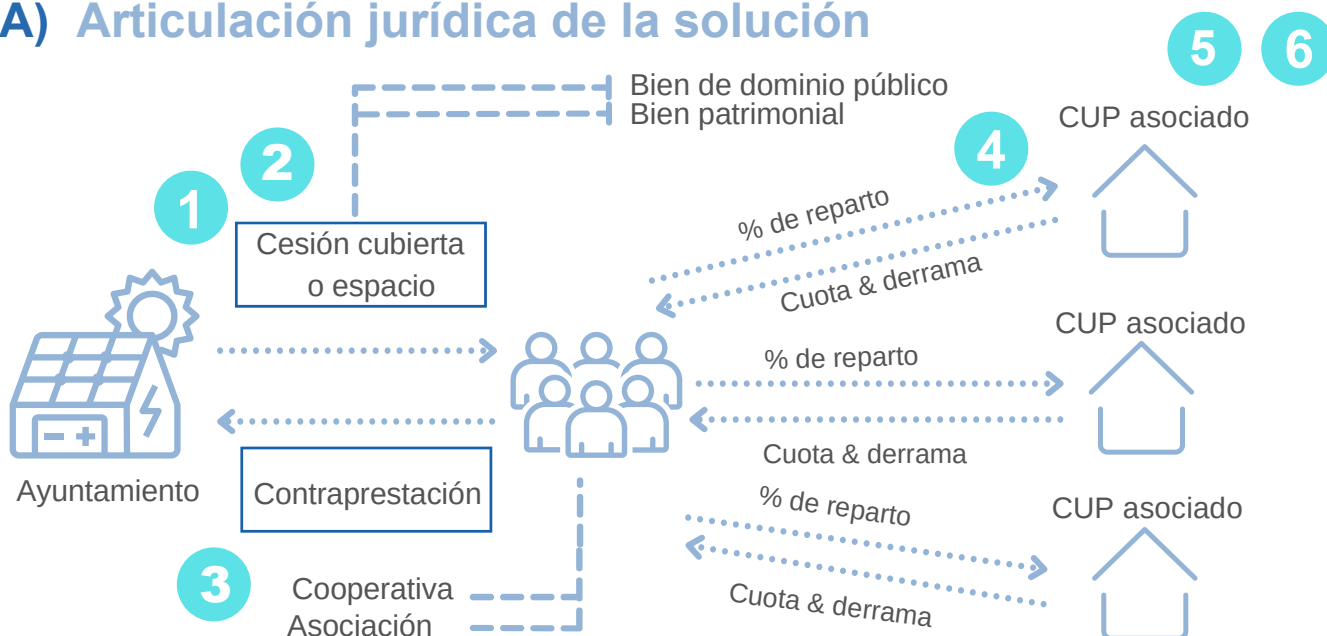 A) Articulación jurídica de la solución
5
6
Bien de dominio público
Bien patrimonial
CUP asociado
4
2
1
% de reparto
Cesión cubierta
o espacio
Cuota & derrama
CUP asociado
% de reparto
Cuota & derrama
Ayuntamiento
Contraprestación
% de reparto
CUP asociado
3
Cooperativa
Asociación
Cuota & derrama